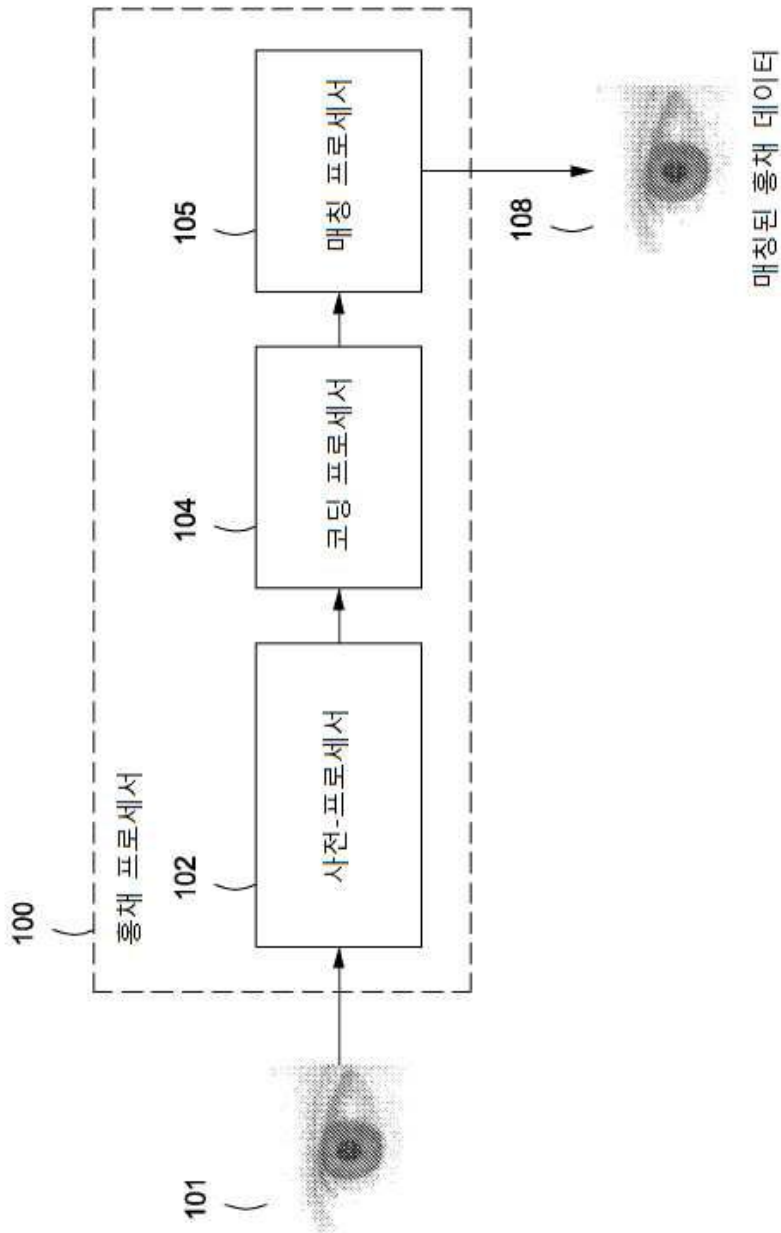 100
홍채 프로세서
101
102
사전-프로세서
104
코딩 프로세서
105
매칭 프로세서
108
매칭된 홍채 데이터